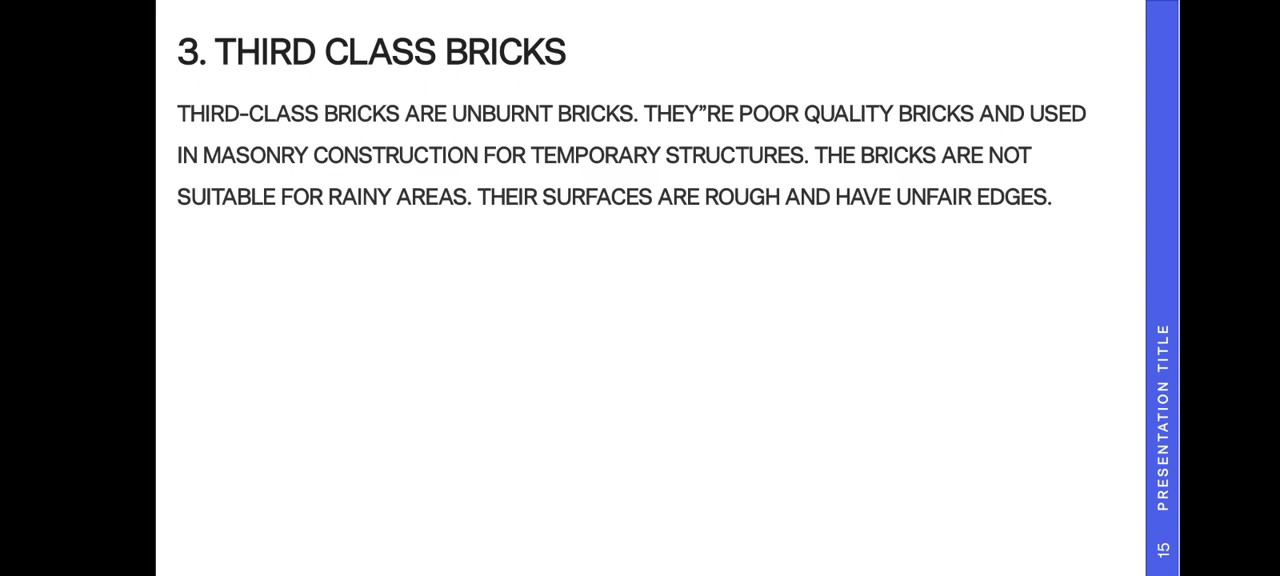 3. THIRD CLASS BRICKS
THIRD-CLASS BRICKS ARE UNBURNT BRICKS. THEY”RE POOR QUALITY BRICKS AND USED
IN MASONRY CONSTRUCTION FOR TEMPORARY STRUCTURES. THE BRICKS ARE NOT
SUITABLE FOR RAINY AREAS. THEIR SURFACES ARE ROUGH AND HAVE UNFAIR EDGES.
PRESENTATION TITLE
15